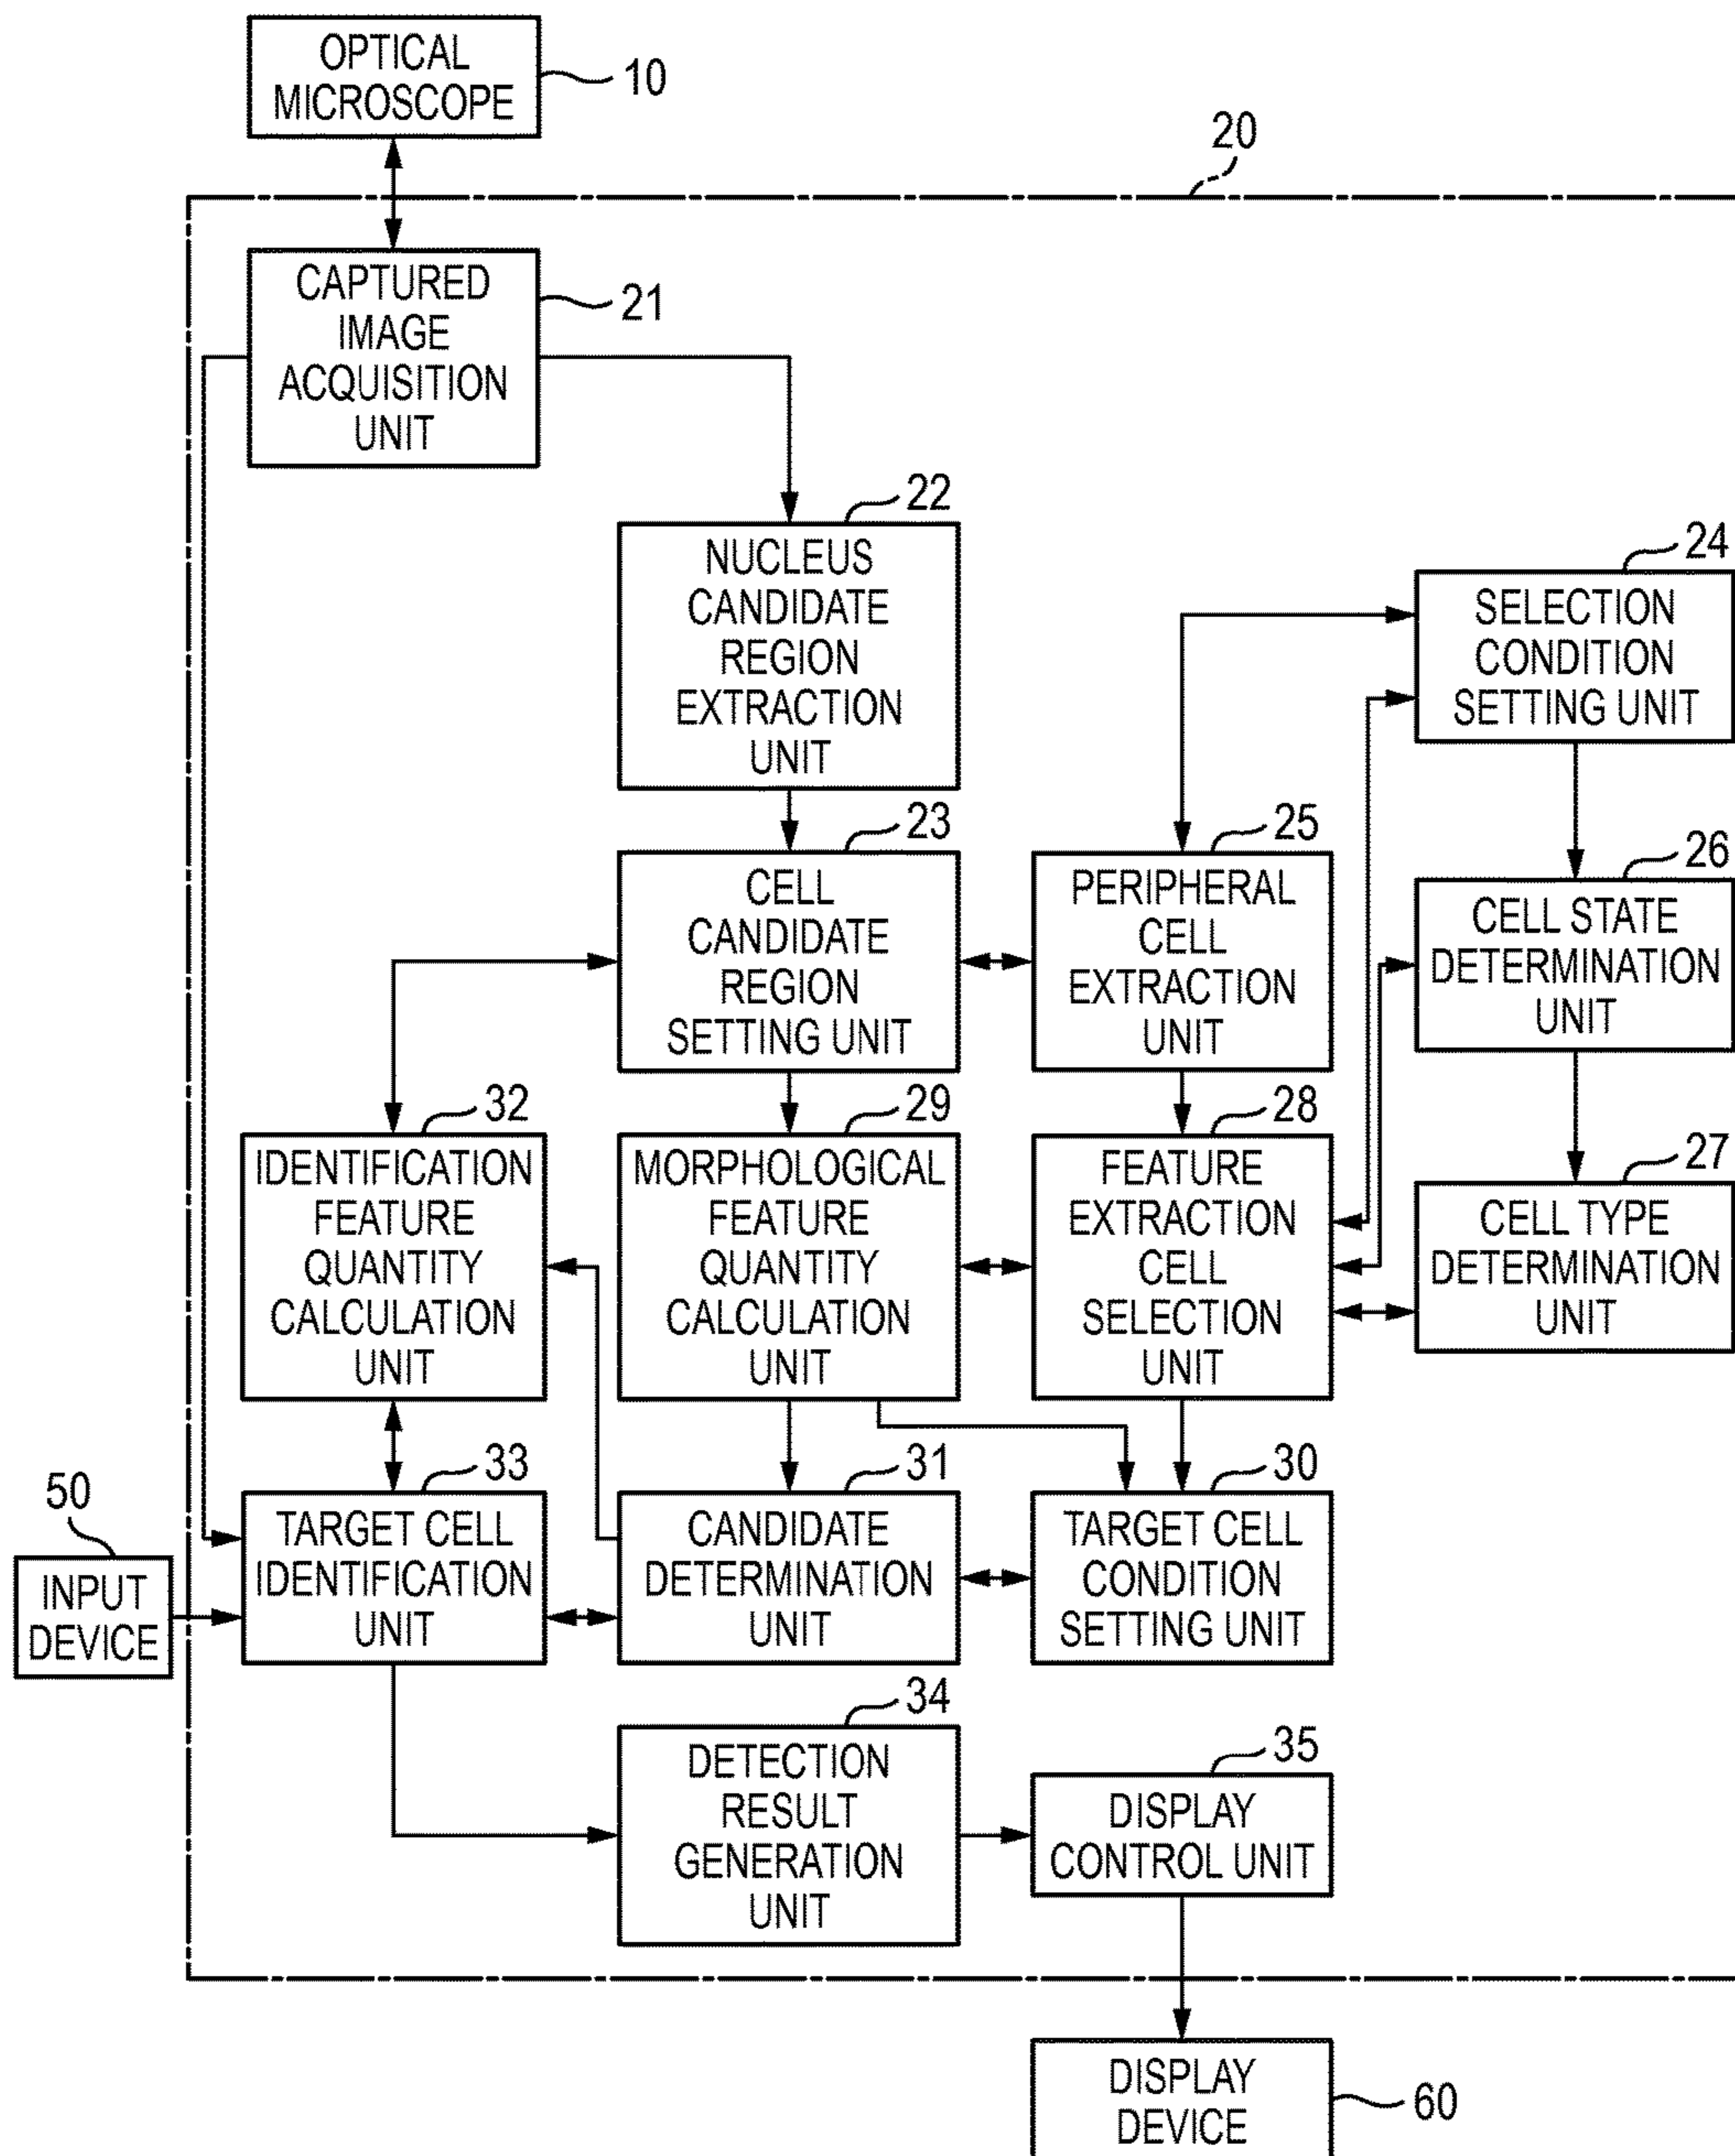 OPTICAL
MICROSCOPE
10
20
CAPTURED
IMAGE
ACQUISITION
UNIT
21
22
NUCLEUS
CANDIDATE
REGION
EXTRACTION
UNIT
24
SELECTION
CONDITION
SETTING UNIT
23
CELL
CANDIDATE
REGION
SETTING UNIT
25
PERIPHERAL
CELL
EXTRACTION
UNIT
26
CELL STATE
DETERMINATION
UNIT
32
IDENTIFICATION
FEATURE
QUANTITY
CALCULATION
UNIT
29
MORPHOLOGICAL
FEATURE
QUANTITY
CALCULATION
UNIT
28
FEATURE
EXTRACTION
CELL
SELECTION
UNIT
27
CELL TYPE
DETERMINATION
UNIT
50
INPUT
DEVICE
33
TARGET CELL
IDENTIFICATION
UNIT
31
CANDIDATE
DETERMINATION
UNIT
30
TARGET CELL
CONDITION
SETTING UNIT
34
DETECTION
RESULT
GENERATION
UNIT
35
DISPLAY
CONTROL UNIT
DISPLAY
DEVICE
60